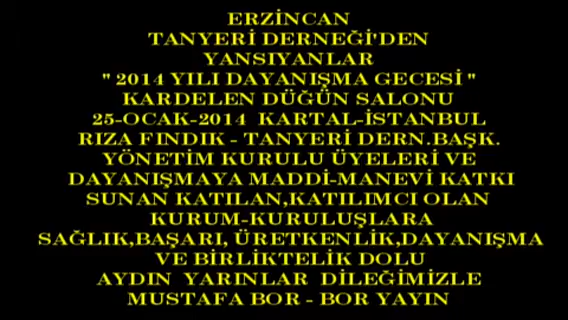 ERZİNCAN
TANYERİ DERNEĞİ'DEN
YANSIYANLAR
" 2014 YILI DAYANIŞMA GECESİ "
KARDELEN DÜĞÜN SALONU
25-OCAK-2014 KARTAL-İSTANBUL
RIZA FINDIK - TANYERİ DERN.BAŞK.
YÖNETİM KURULU ÜYELERİ VE
DAYANIŞMAYA MADDİ-MANEVİ KATKI
SUNAN KATILAN,KATILIMCI OLAN
KURUM-KURULUŞLARA
SAĞLIK,BAŞARI, ÜRETKENLİK,DAYANIŞMA
VE BİRLİKTELİK DOLU
AYDIN YARINLAR DİLEĞİMİZLE
MUSTAFA BOR - BOR YAYIN